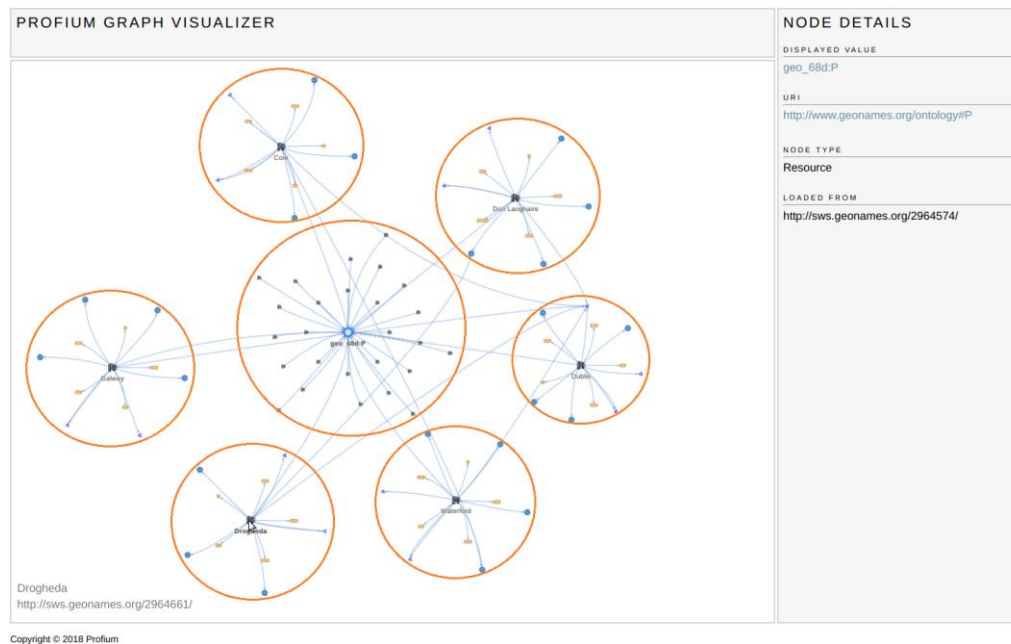 PROFIUM GRAPH VISUALIZER
NODE DETAILS
DISPLAYED VALUE
geo_68d:P
URI
http://www.geonames.org/ontology#P
NODE TYPE
Resource
LOADED FROM
http://sws.geonames.org/2964574/
Cork
Dun Laoghaire
geo_68d:P
Galway
Dublin
Waterford
Drogheda
Drogheda
http://sws.geonames.org/2964661/
Copyright © 2018 Profium